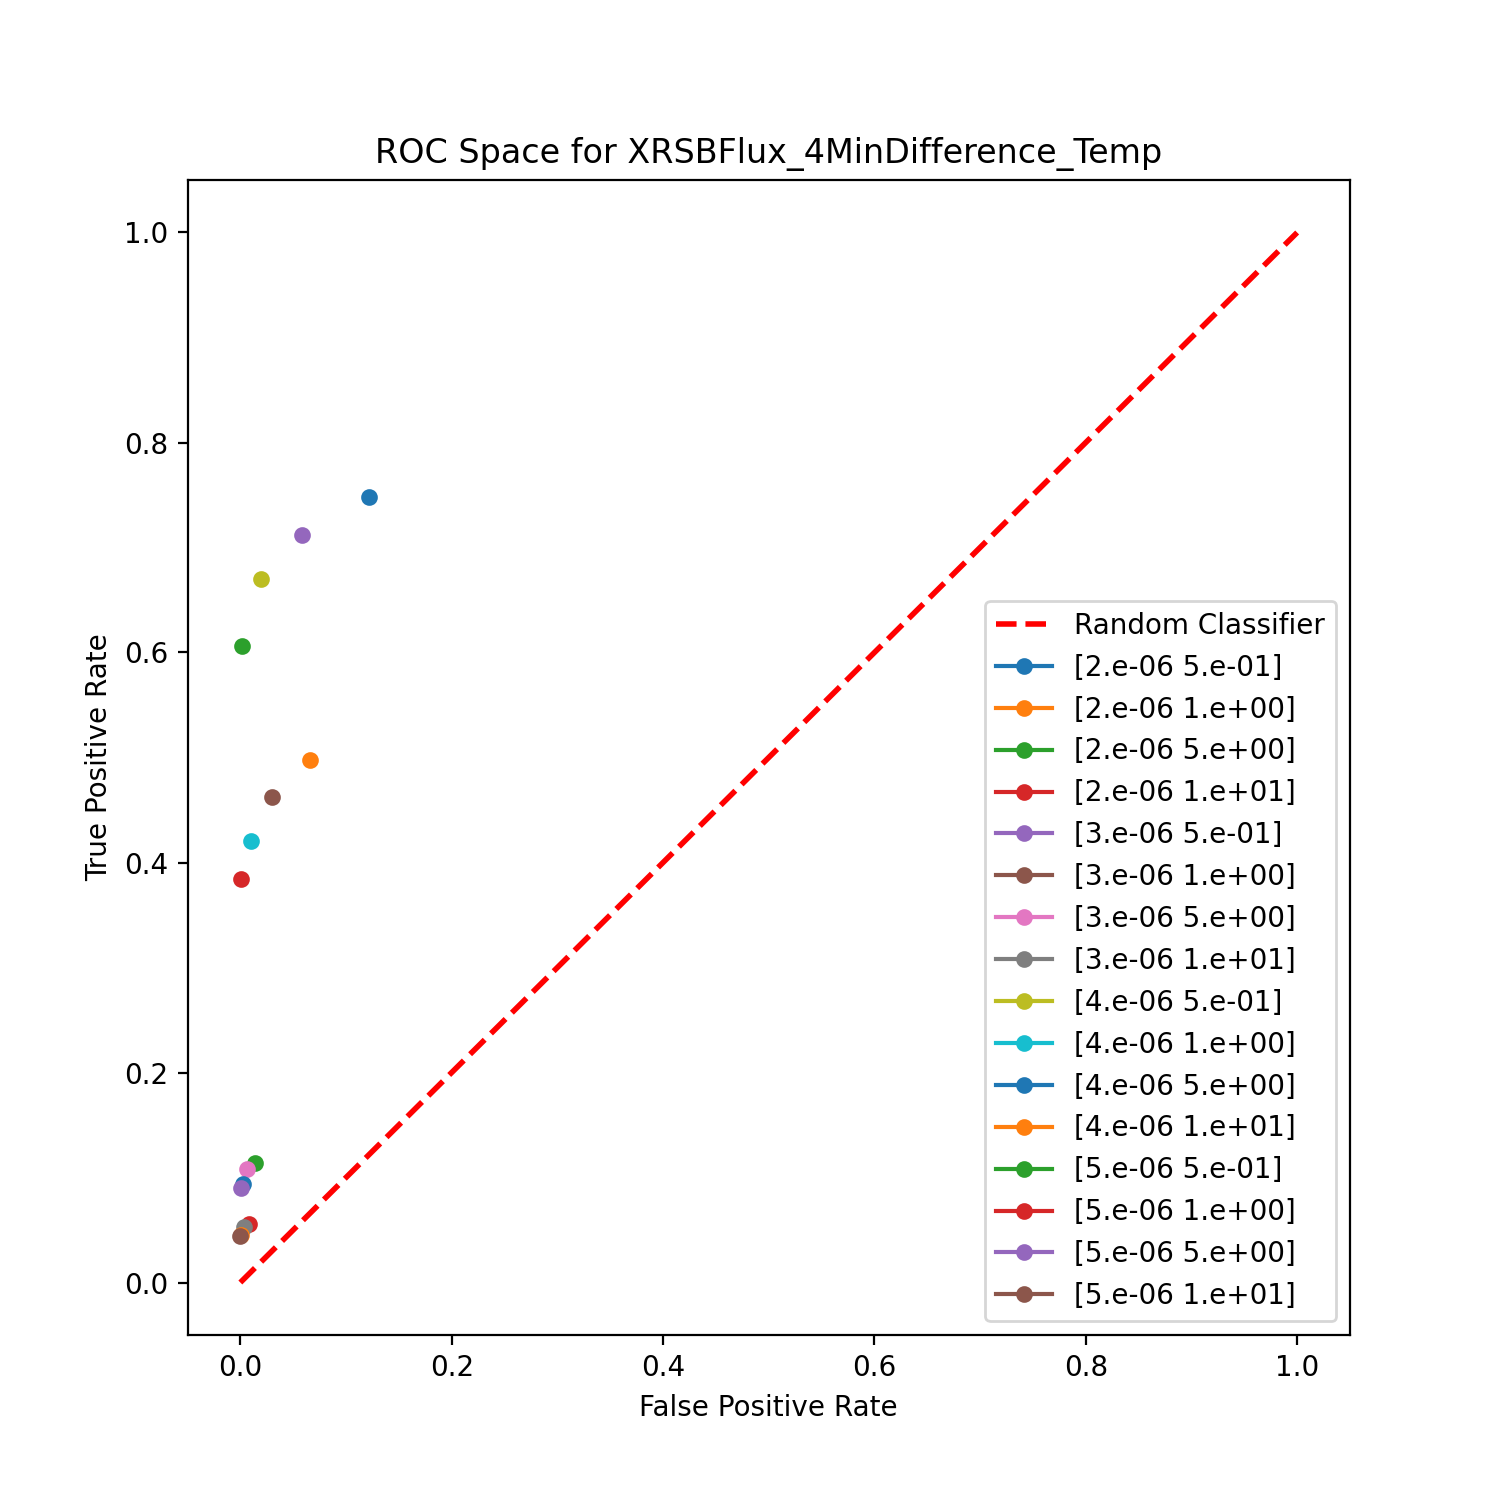 ROC Space for XRSBFlux_4MinDifference_Temp
True Positive Rate
1.0
0.8
0.6
0.4
0.2
0.0
Random Classifier
[2.e-06 5.e-01]
[2.e-06 1.e+00]
[2.e-06 5.e+00]
[2.e-06 1.e+01]
[3.e-06 5.e-01]
[3.e-06 1.e+00]
[3.e-06 5.e+00]
[3.e-06 1.e+01]
[4.e-06 5.e-01]
[4.e-06 1.e+00]
[4.e-06 5.e+00]
[4.e-06 1.e+01]
[5.e-06 5.e-01]
[5.e-06 1.e+00]
[5.e-06 5.e+00]
[5.e-06 1.e+01]
0.0 0.2 0.4 0.6 0.8 1.0
False Positive Rate